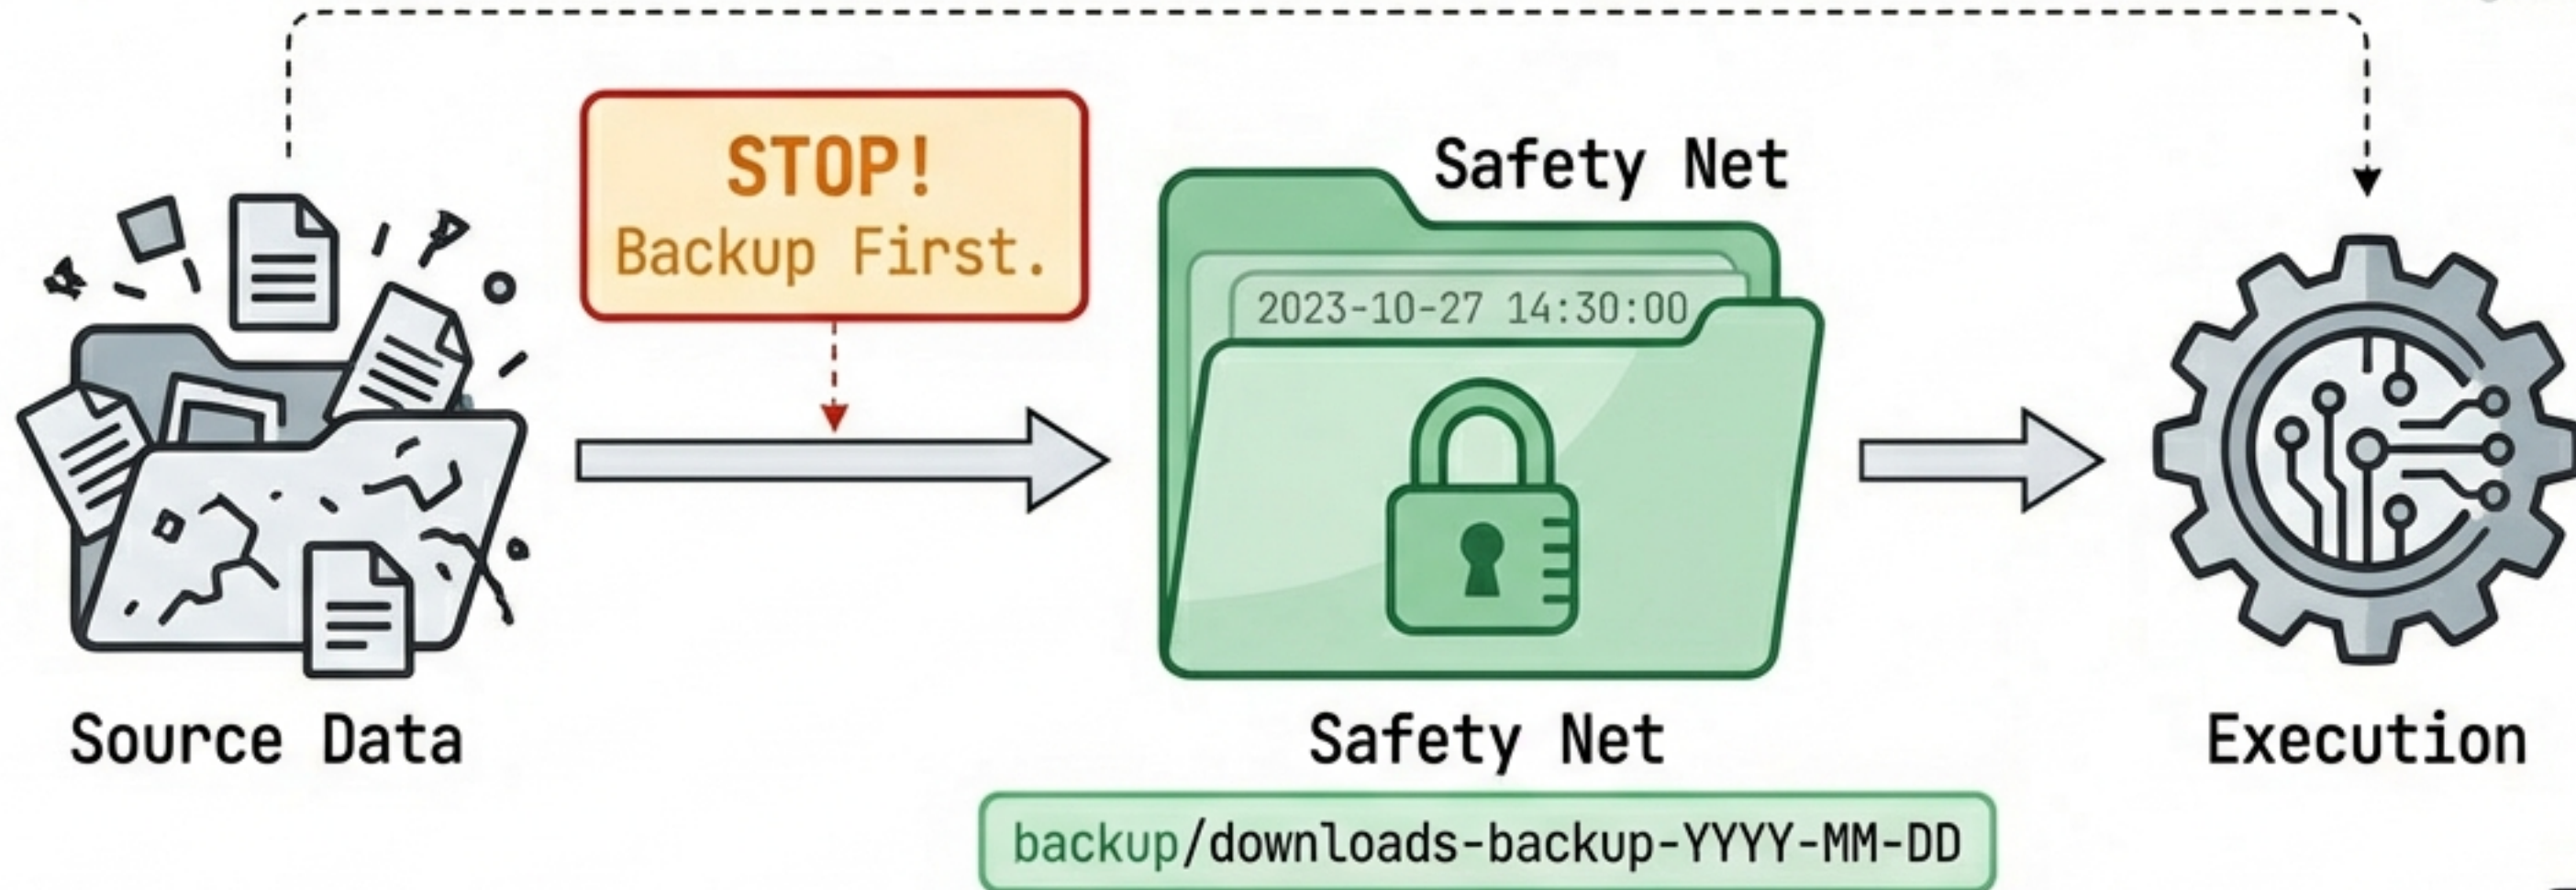 STOP!
Backup First.
Safety Net
2023-10-27 14:30:00
Source Data
Safety Net
Execution
backup/downloads-backup-YYYY-MM-DD